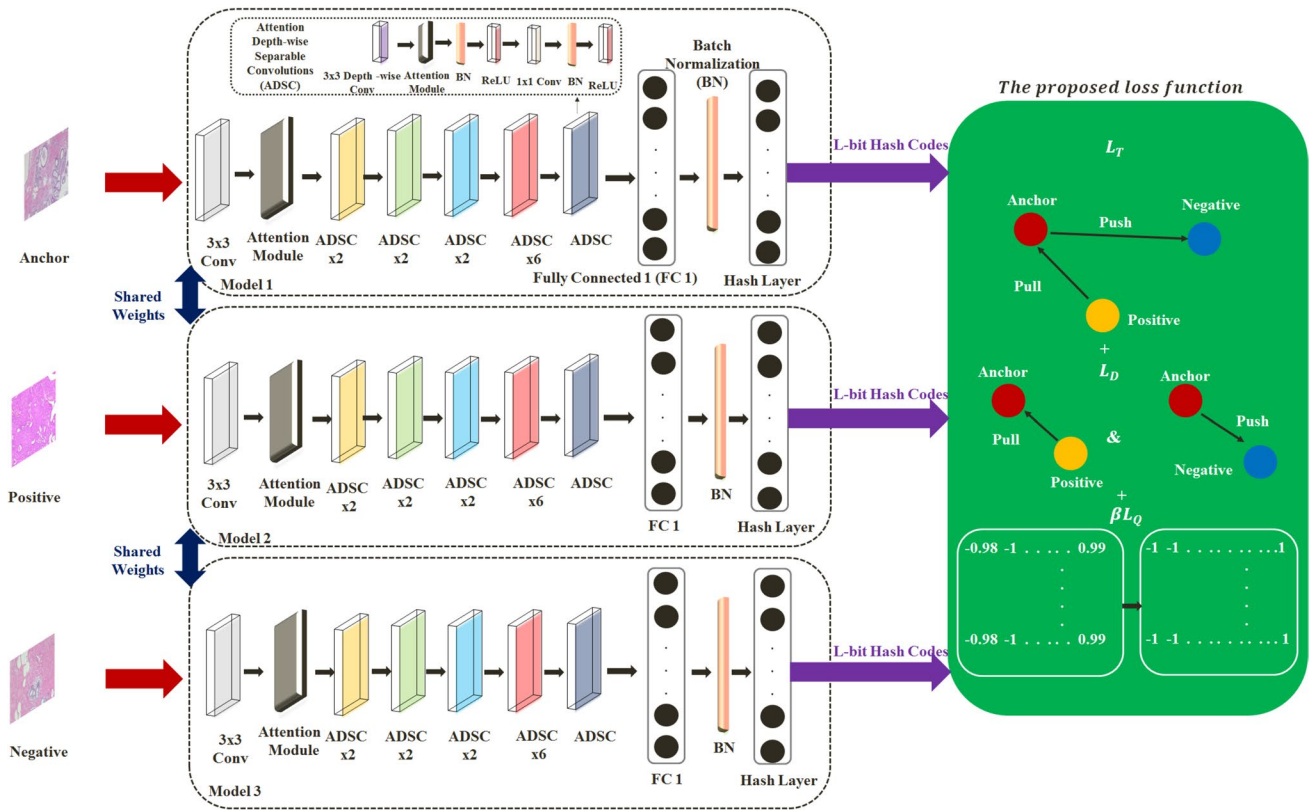 Attention
Depth-wise
Separable
Convolutions
(ADSC)
3x3 Depth -wise
Conv
Attention
Module
BN
ReLU
1x1 Conv
BN
ReLU
Batch
Normalization
(BN)
Anchor
3x3
Conv
Attention
Module
ADSC
x2
ADSC
x2
ADSC
x2
ADSC
x6
ADSC
Fully Connected 1 (FC 1)
Hash Layer
Model 1
L-bit Hash Codes
Shared
Weights
Positive
3x3
Conv
Attention
Module
ADSC
x2
ADSC
x2
ADSC
x2
ADSC
x6
ADSC
FC 1
BN
Hash Layer
Model 2
L-bit Hash Codes
Shared
Weights
Negative
3x3
Conv
Attention
Module
ADSC
x2
ADSC
x2
ADSC
x2
ADSC
x6
ADSC
FC 1
BN
Hash Layer
Model 3
L-bit Hash Codes
The proposed loss function
L_T
Anchor
Negative
Push
Pull
Positive
+
L_D
Anchor
Anchor
Pull
Push
&
Positive
Negative
+
βL_Q
-0.98 -1 . . . . . 0.99
-0.98 -1 . . . . . 0.99
-1 -1 . . . . . . . . . . .1
-1 -1 . . . . . . . . . . . 1